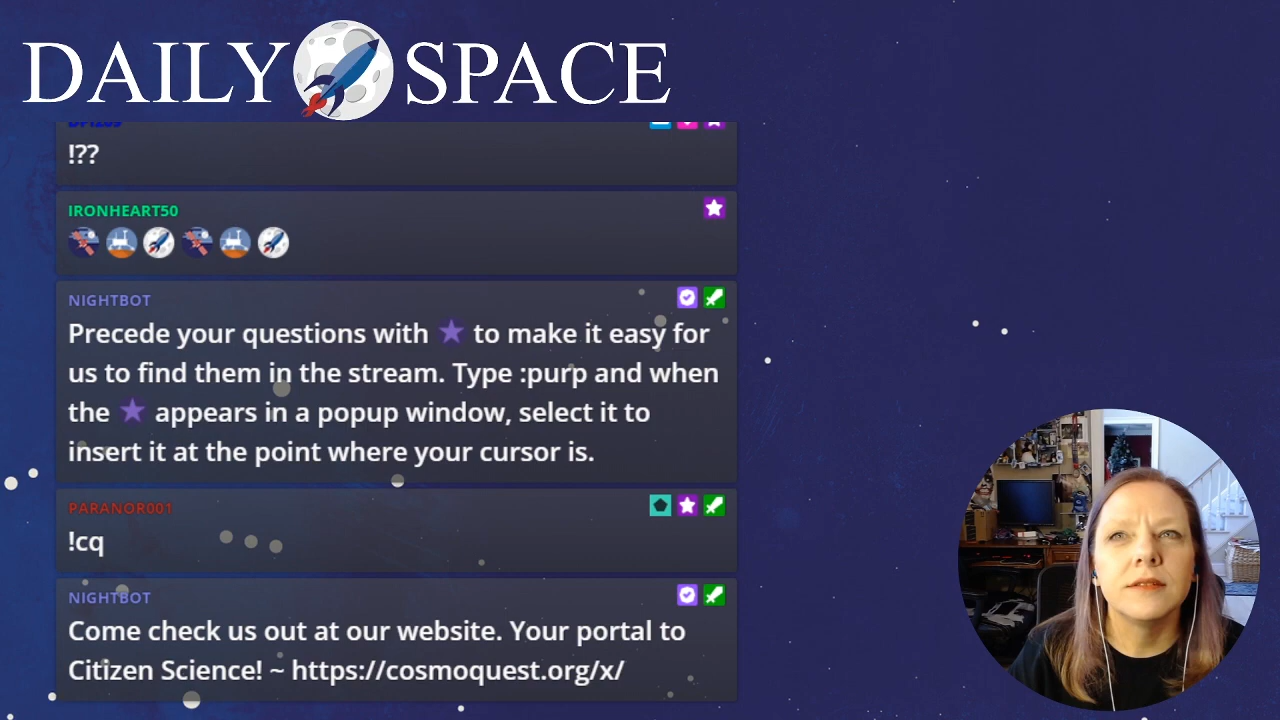 DAILY SPACE
!??
IRONHEART50
NIGHTBOT
Precede your questions with to make it easy for
us to find them in the stream. Type :purp and when
the appears in a popup window, select it to
insert it at the point where your cursor is.
PARANOR001
!cq
NIGHTBOT
Come check us out at our website. Your portal to
Citizen Science! ~ https://cosmoquest.org/x/